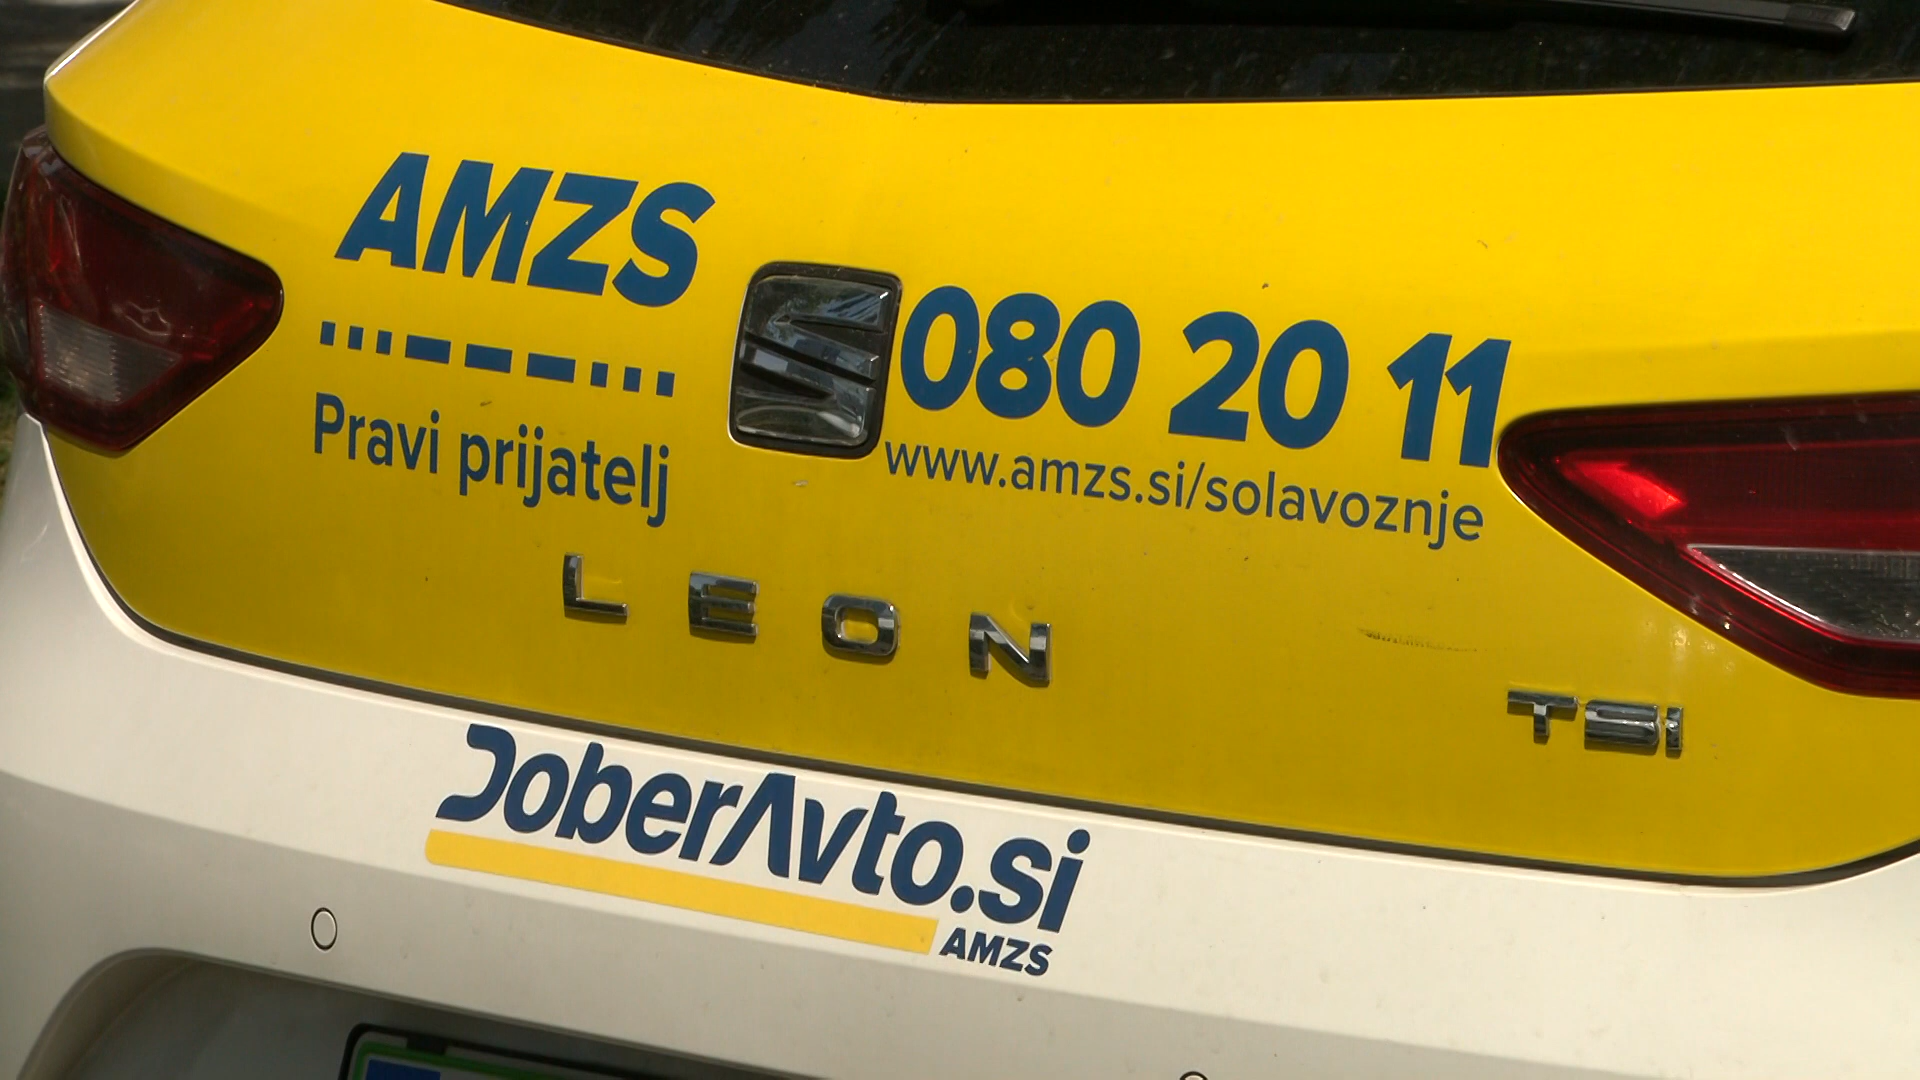 AMZS
Pravi prijatelj
080 20 11
www.amzs.si/solavoznje
LEON
TSI
DoberAvto.si
AMZS